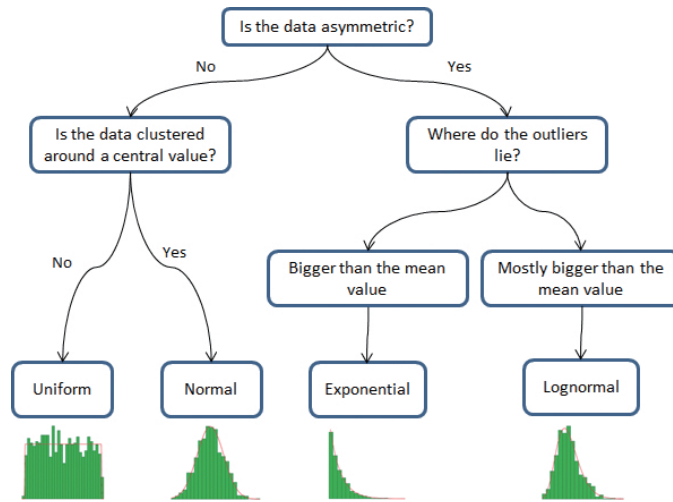 Is the data asymmetric?
No
Yes
Is the data clustered
around a central value?
Where do the outliers
lie?
No
Yes
Bigger than the mean
value
Mostly bigger than the
mean value
Uniform
Normal
Exponential
Lognormal